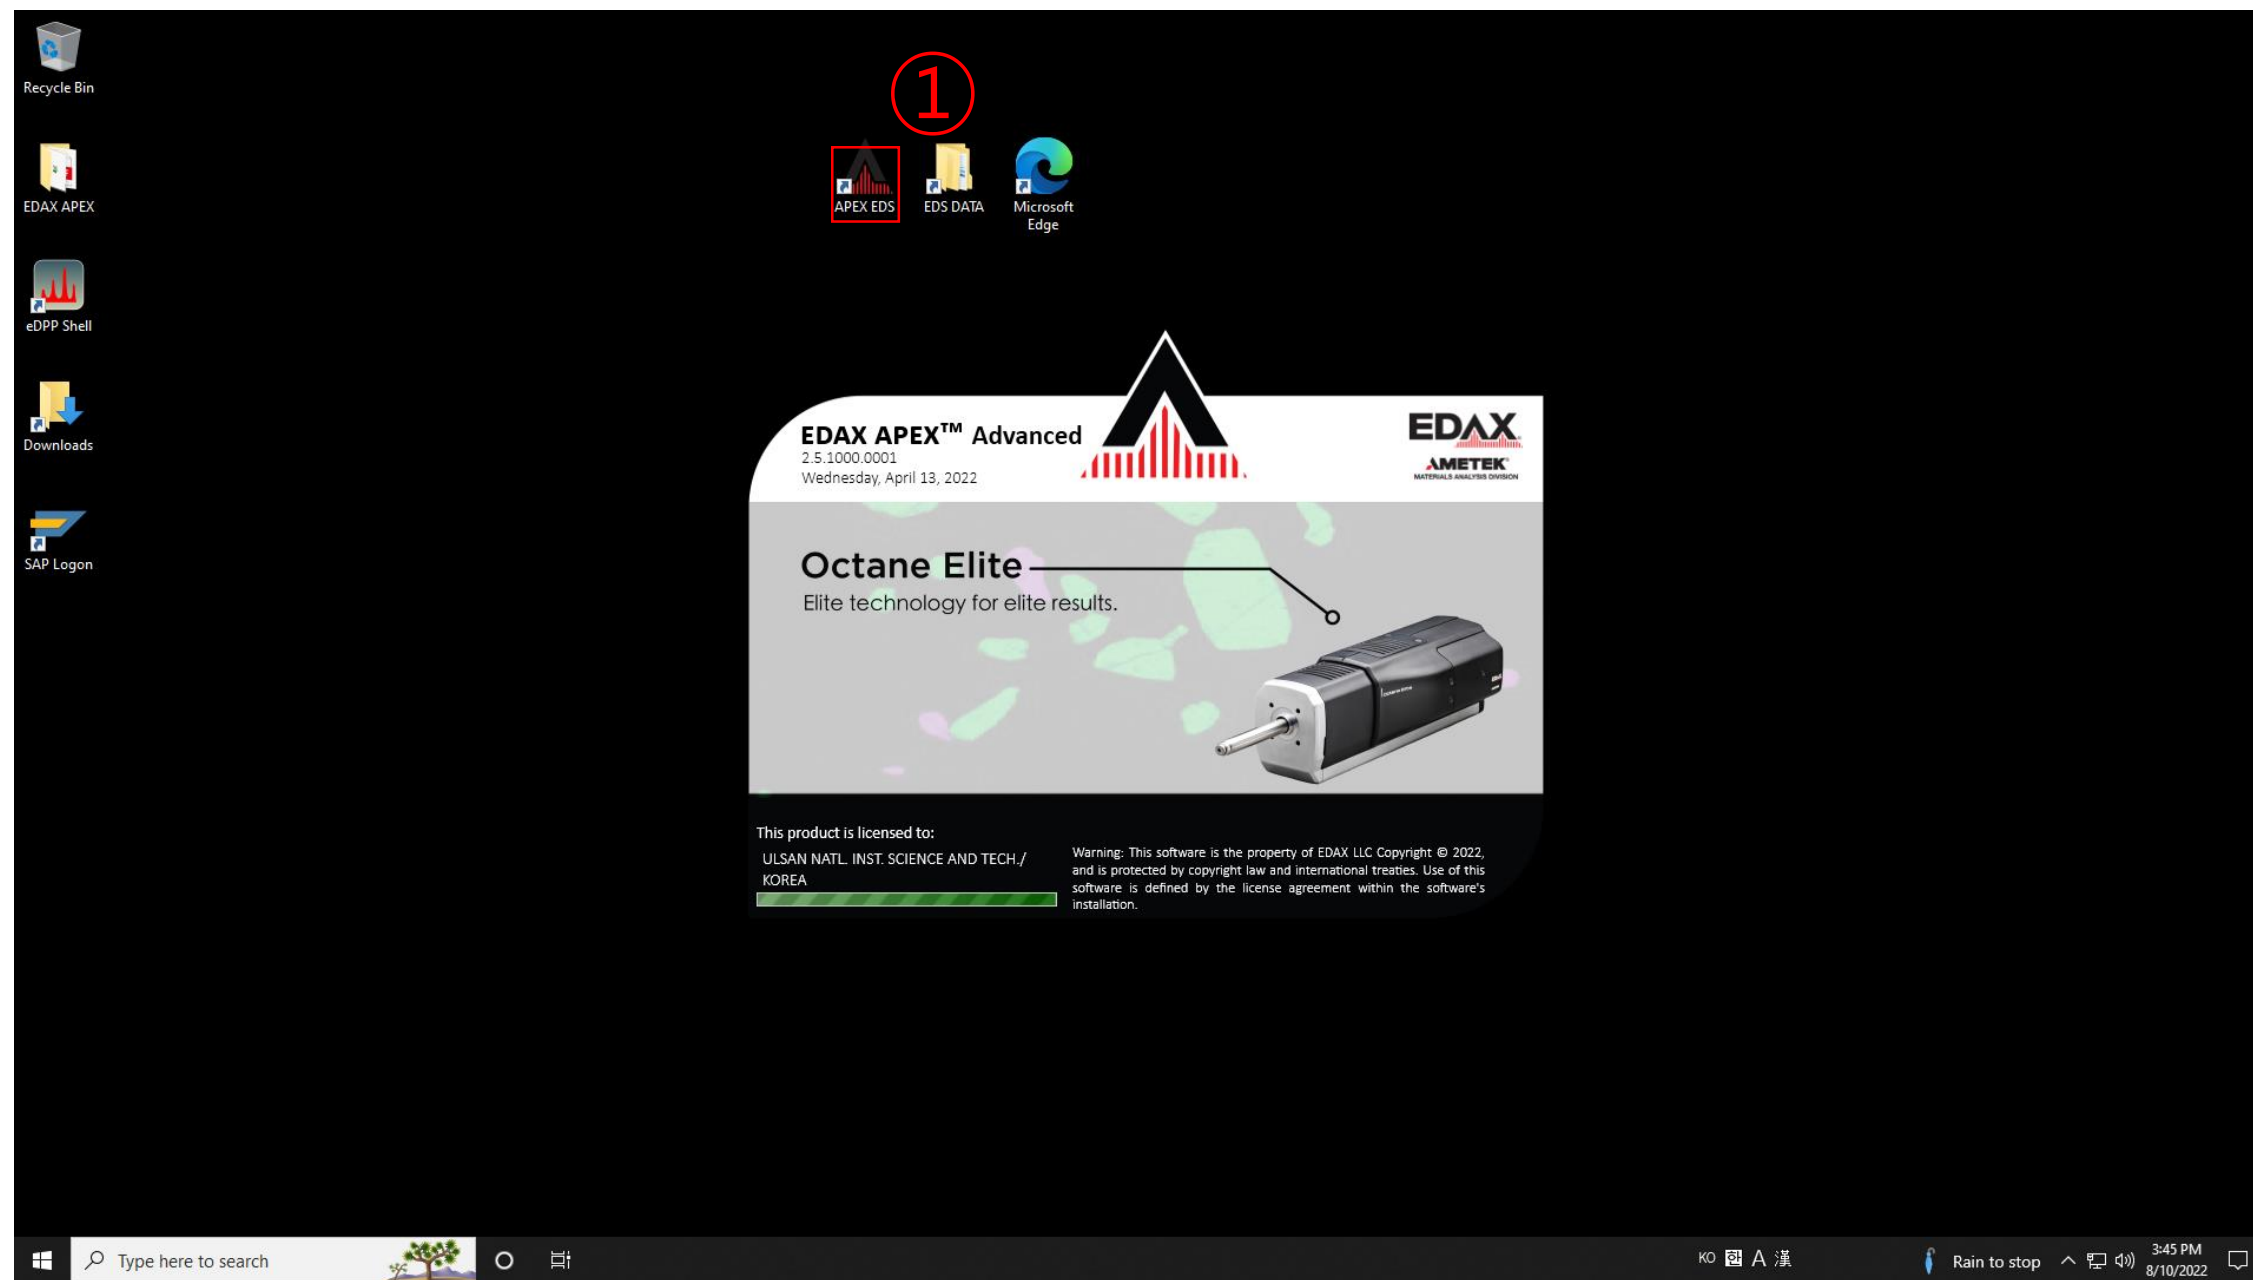 Recycle Bin
EDAX APEX
eDPP Shell
Downloads
SAP Logon
①
APEX EDS
EDS DATA
Microsoft
Edge
EDAX APEX™ Advanced
2.5.1000.0001
Wednesday, April 13, 2022
EDAX
AMETEK®
MATERIALS ANALYSIS DIVISION
Octane Elite
Elite technology for elite results.
This product is licensed to:
ULSAN NATL. INST. SCIENCE AND TECH./
KOREA
Warning: This software is the property of EDAX LLC Copyright © 2022,
and is protected by copyright law and international treaties. Use of this
software is defined by the license agreement within the software's
installation.
Type here to search
KO 한 A 漢
Rain to stop
3:45 PM
8/10/2022